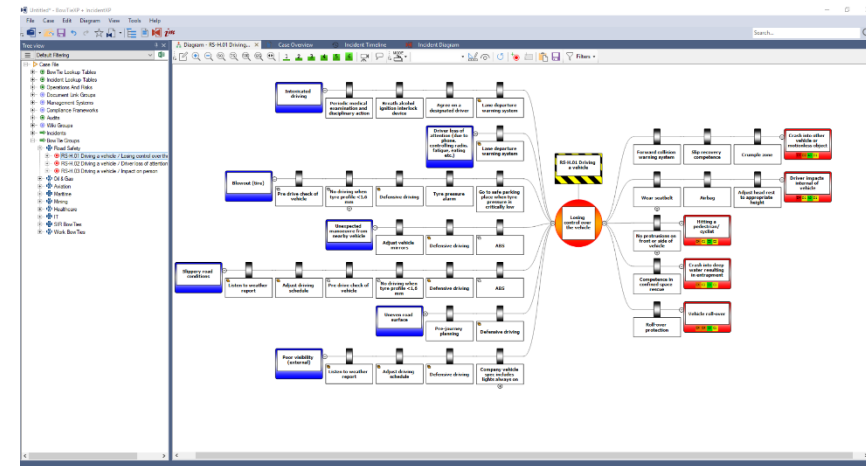 Untitled* - BowTieXP + IncidentXP
File Case Edit Diagram View Tools Help
Search...
Tree view
Diagram - RS-H.01 Driving...
Case Overview
Incident Timeline
Incident Diagram
Default Filtering
Filters
Case File
BowTie Lookup Tables
Incident Lookup Tables
Operations And Risks
Document Link Groups
Management Systems
Compliance Frameworks
Audits
Wiki Groups
Incidents
Bow Tie Groups
Road Safety
RS-H.01 Driving a vehicle / Losing control over the
RS-H.02 Driving a vehicle / Driver loss of attention
RS-H.03 Driving a vehicle / Impact on person
Oil & Gas
Aviation
Maritime
Mining
Healthcare
IT
SIFI BowTies
Work BowTies
Intoxicated
driving
Periodic medical
examination and
disciplinary action
Breath alcohol
ignition interlock
device
Agree on a
designated driver
Lane departure
warning system
Driver loss of
attention (due to
phone,
controlling radio,
fatigue, eating
etc.)
Lane departure
warning system
Blowout (tire)
Pre drive check of
vehicle
No driving when
tyre profile <1,6
mm
Defensive driving
Tyre pressure
alarm
Go to safe parking
place when tyre
pressure is
critically low
Unexpected
manoeuvre from
nearby vehicle
Adjust vehicle
mirrors
Defensive driving
ABS
Slippery road
conditions
Listen to weather
report
Adjust driving
schedule
Pre drive check of
vehicle
No driving when
tyre profile <1,6
mm
Defensive driving
ABS
Uneven road
surface
Pre-journey
planning
Defensive driving
Poor visibility
(external)
Listen to weather
report
Adjust driving
schedule
Defensive driving
Company vehicle
spec includes
lights always on
RS-H.01 Driving
a vehicle
Losing
control over
the vehicle
Forward collision
warning system
Slip recovery
competence
Crumple zone
Crash into other
vehicle or
motionless object
Wear seatbelt
Airbag
Adjust head rest
to appropriate
height
Driver impacts
internal of
vehicle
No protrusions on
front or side of
vehicle
Hitting a
pedestrian/
cyclist
Competence in
confined space
rescue
Crash into deep
water resulting
in entrapment
Roll-over
protection
Vehicle roll-over